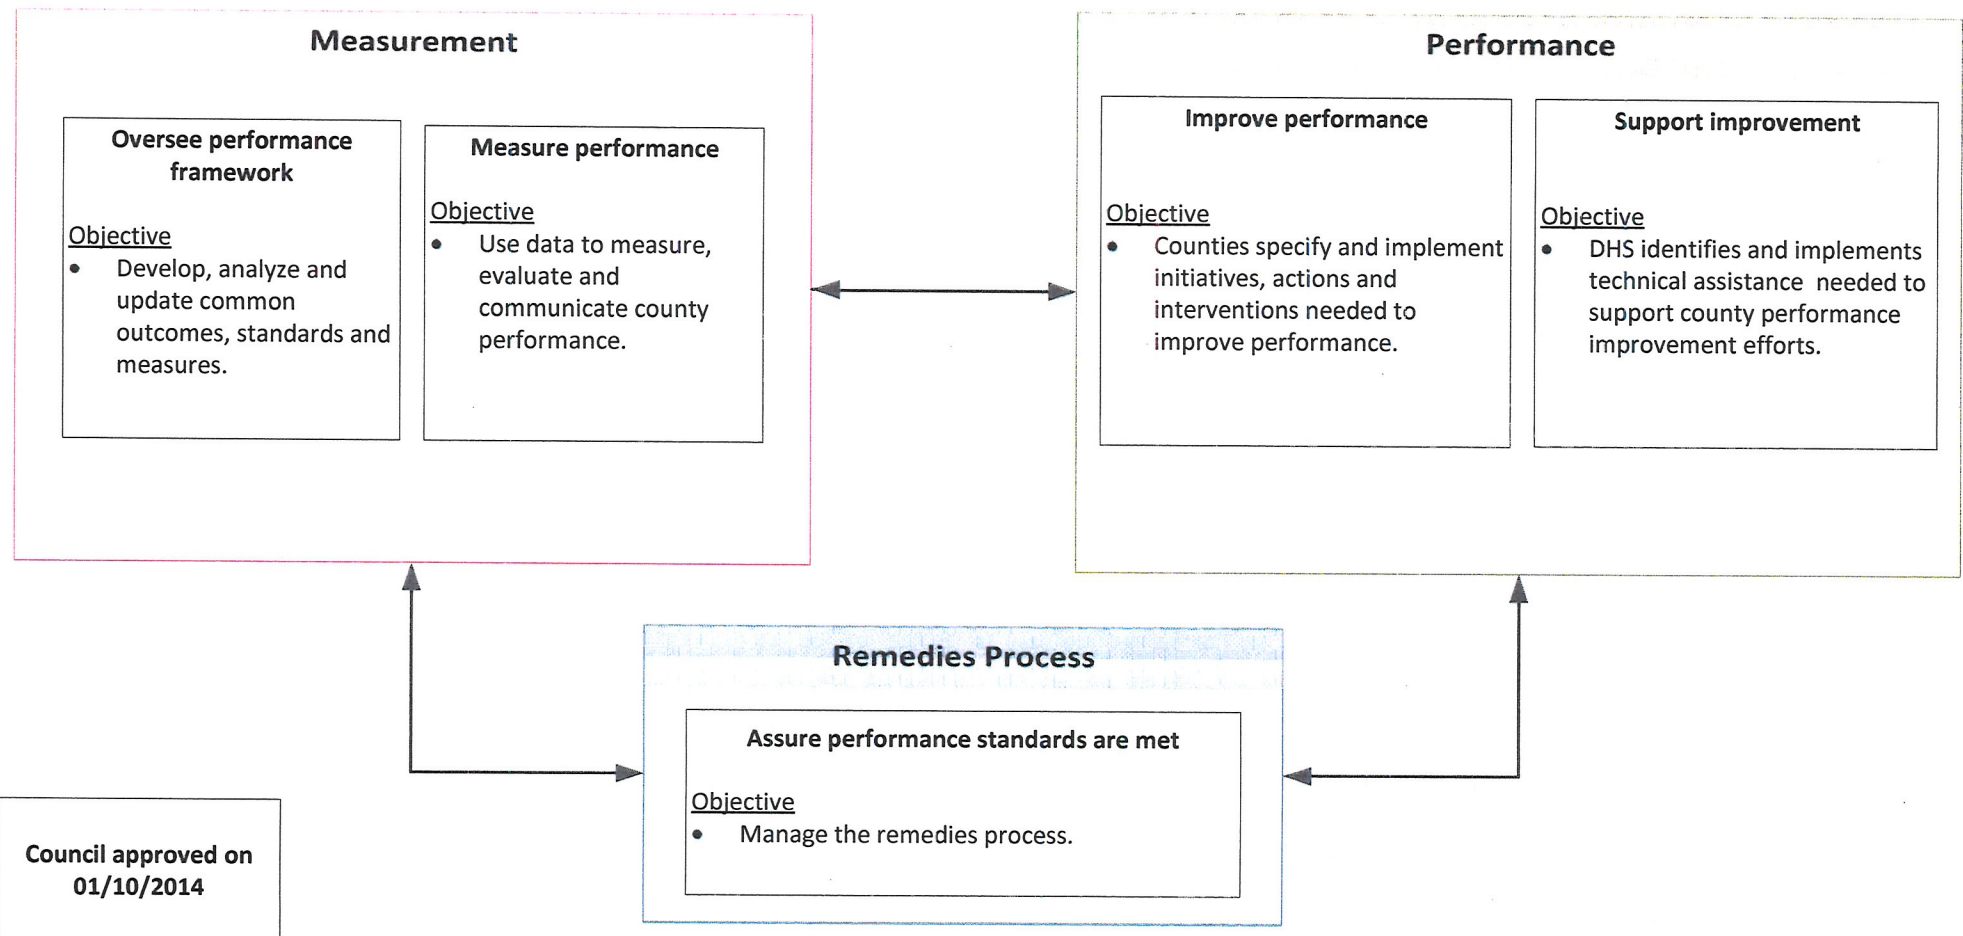 Measurement
Oversee performance
framework
Objective
• Develop, analyze and
update common
outcomes, standards and
measures.
Measure performance
Objective
• Use data to measure,
evaluate and
communicate county
performance.
Performance
Improve performance
Objective
• Counties specify and implement
initiatives, actions and
interventions needed to
improve performance.
Support improvement
Objective
• DHS identifies and implements
technical assistance needed to
support county performance
improvement efforts.
Remedies Process
Assure performance standards are met
Objective
• Manage the remedies process.
Council approved on
01/10/2014